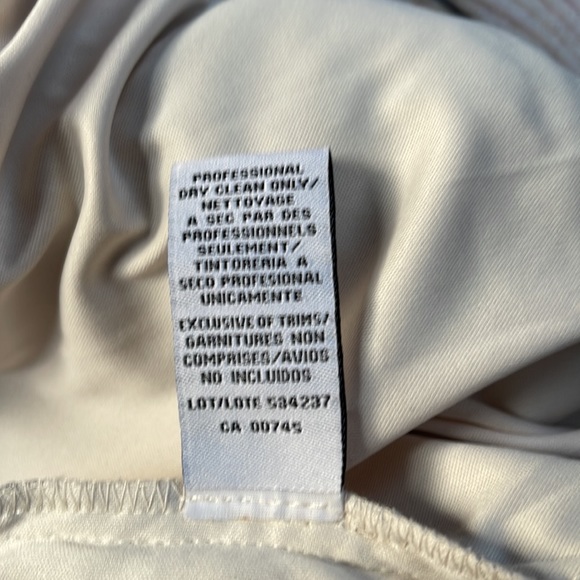 PROFESSIONAL
DRY CLEAN ONLY/
NETTOYAGE
A SEC PAR DES
PROFESSIONNELS
SEULEMENT/
TINTORERIA A
SECO PROFESIONAL
UNICAMENTE
EXCLUSIVE OF TRIMS/
GARNITURES NON
COMPRISES/AVIOS
NO INCLUIDOS
LOT/LOTE 534237
CA 00745